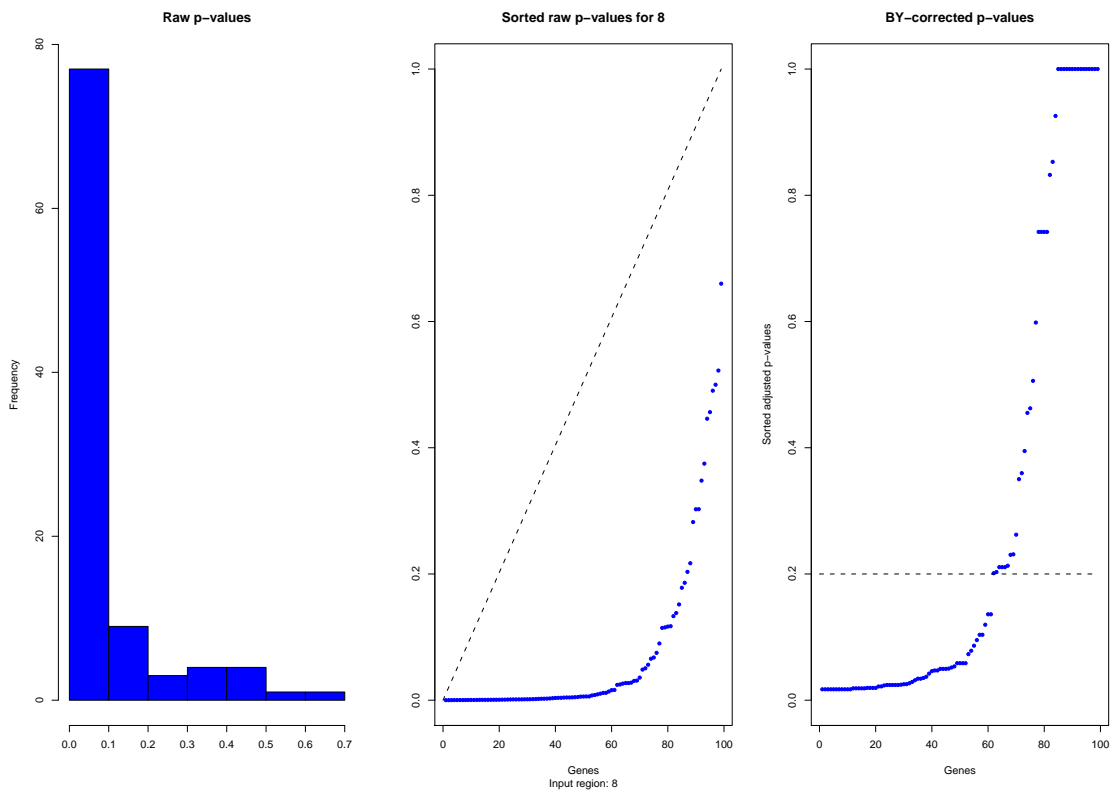 Raw p−values
Sorted raw p−values for 8
BY−corrected p−values
Frequency
80
60
40
20
0
0.0 0.1 0.2 0.3 0.4 0.5 0.6 0.7
1.0
0.8
0.6
0.4
0.2
0.0
0 20 40 60 80 100
Genes
Input region: 8
Sorted adjusted p−values
1.0
0.8
0.6
0.4
0.2
0.0
0 20 40 60 80 100
Genes